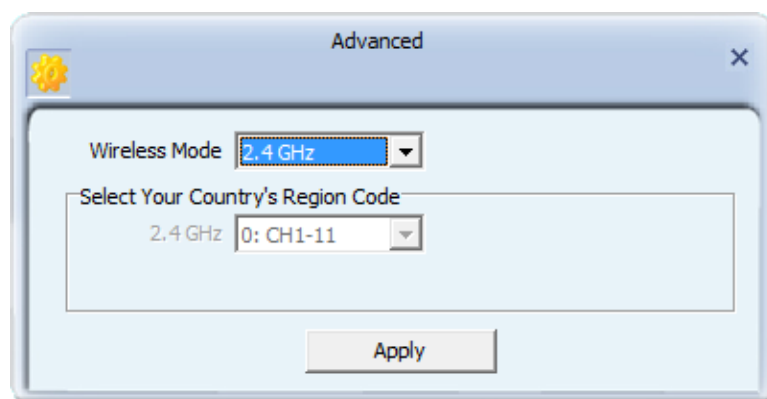 Advanced
Wireless Mode 2.4 GHz
Select Your Country's Region Code
2.4 GHz 0: CH1-11
Apply